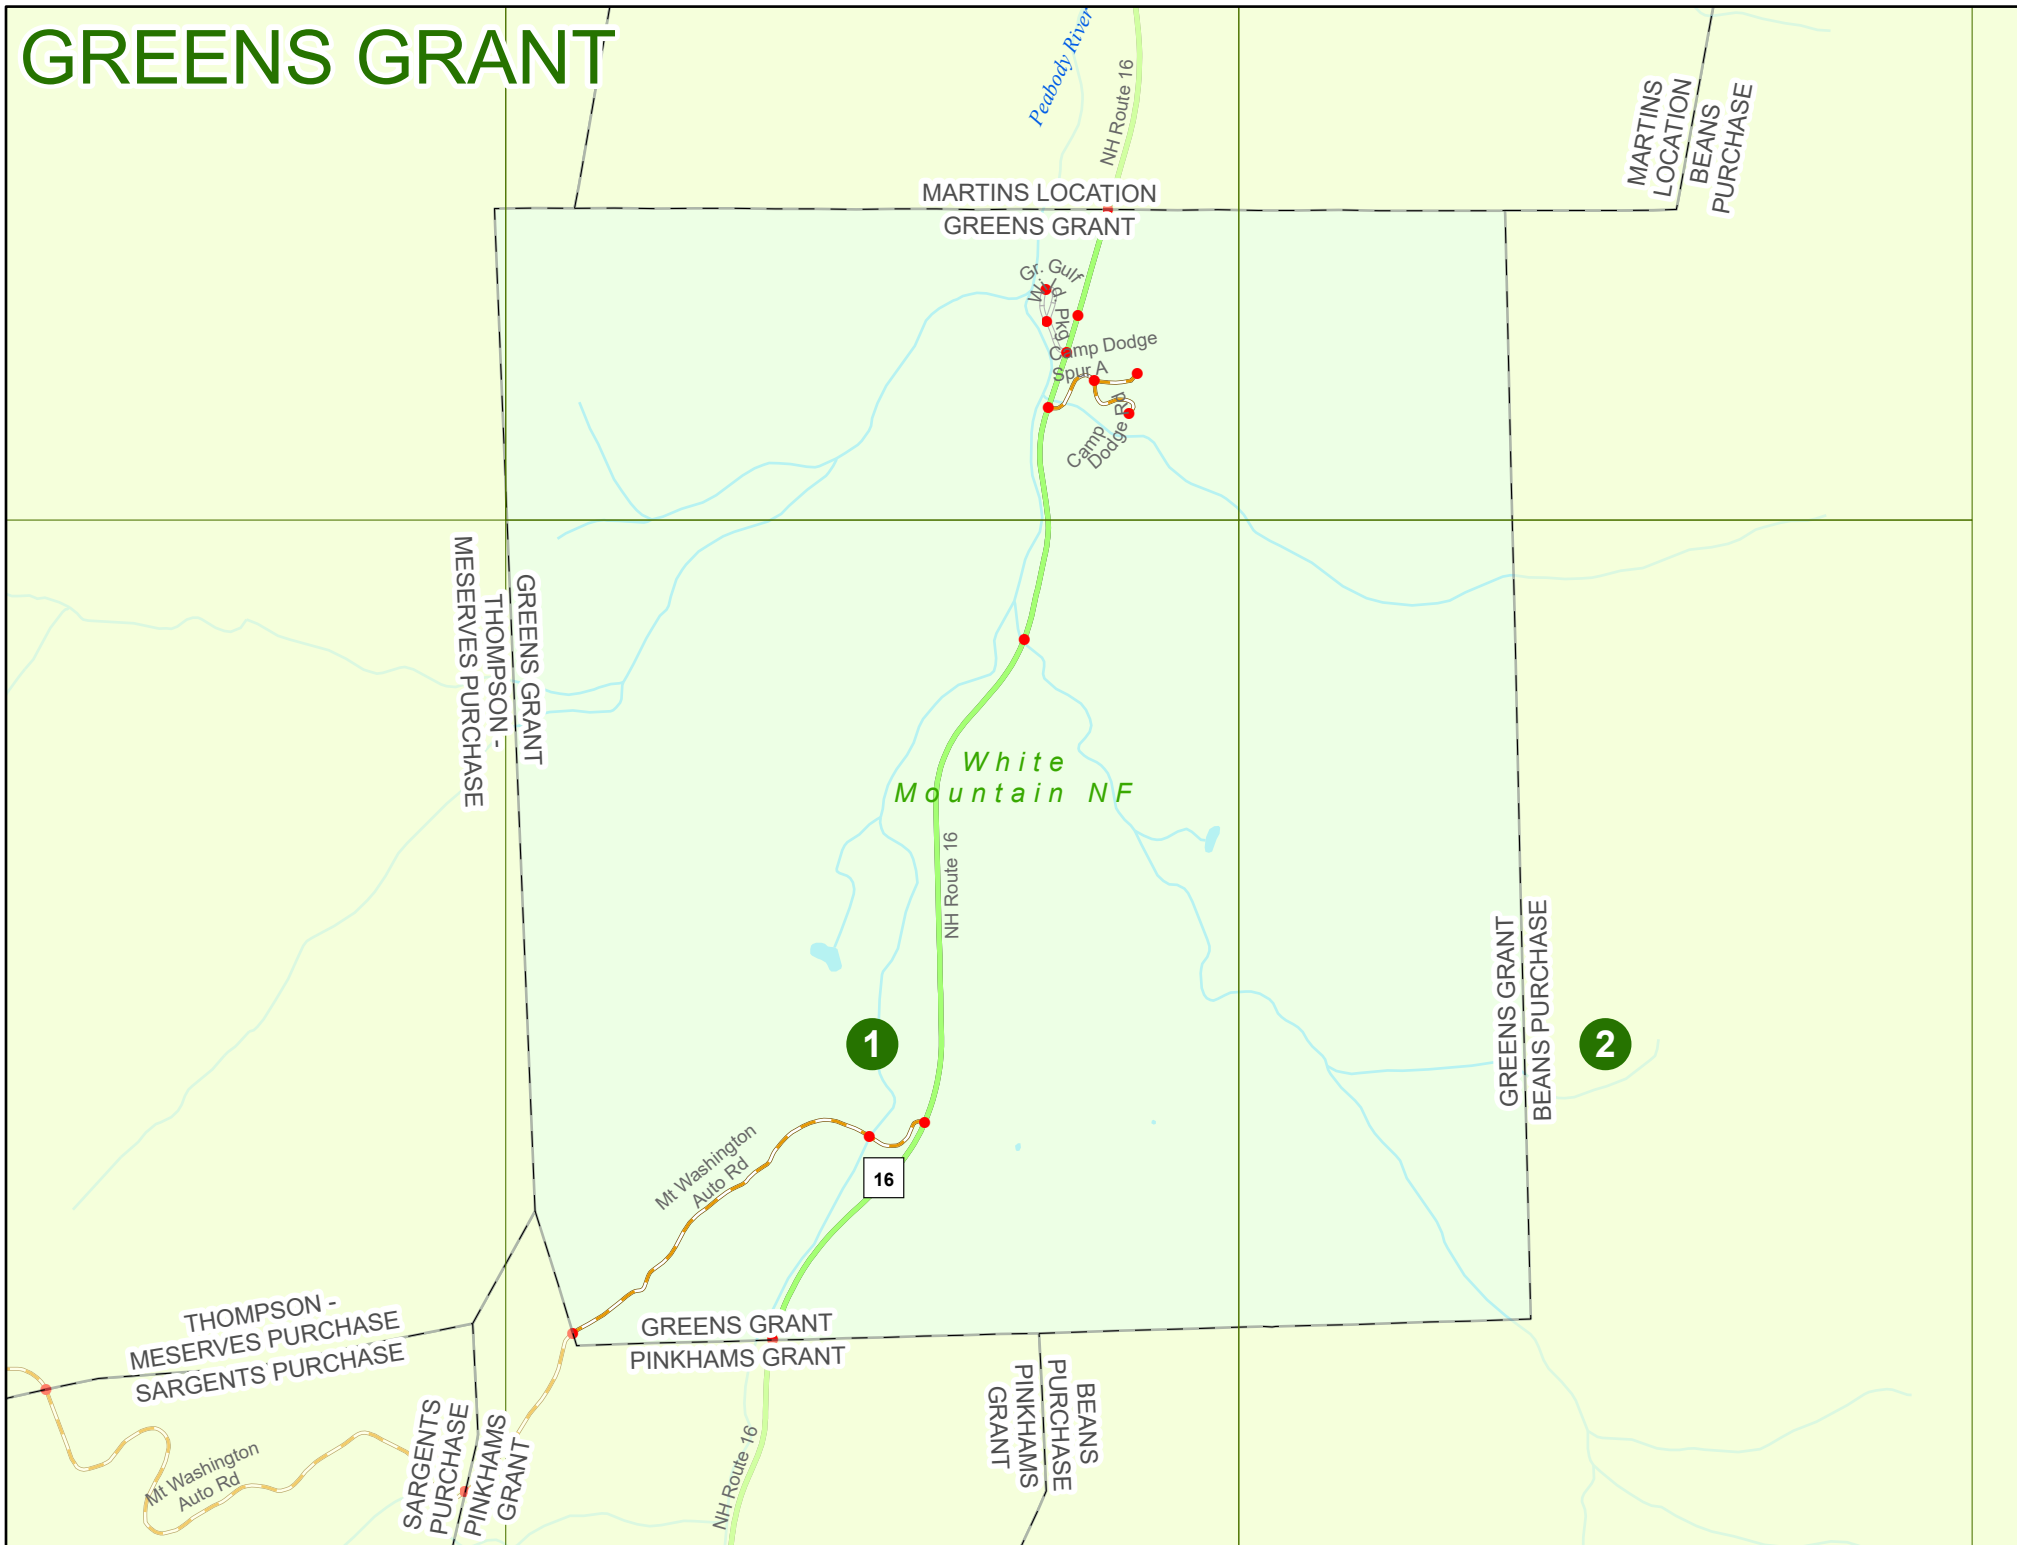 GREENS GRANT
Peabody River
NH Route 16
MARTINS
LOCATION
BEANS
PURCHASE
MARTINS LOCATION
GREENS GRANT
Gr. Gulf
Wild. Pkg
Camp Dodge
Spur A
Camp
Dodge Rd
MESERVES PURCHASE
THOMPSON -
GREENS GRANT
White
Mountain NF
NH Route 16
GREENS GRANT
BEANS PURCHASE
1
2
Mt Washington
Auto Rd
16
THOMPSON -
MESERVES PURCHASE
SARGENTS PURCHASE
GREENS GRANT
PINKHAMS GRANT
SARGENTS
PURCHASE
PINKHAMS
GRANT
PINKHAMS
GRANT
BEANS
PURCHASE
Mt Washington
Auto Rd
NH Route 16